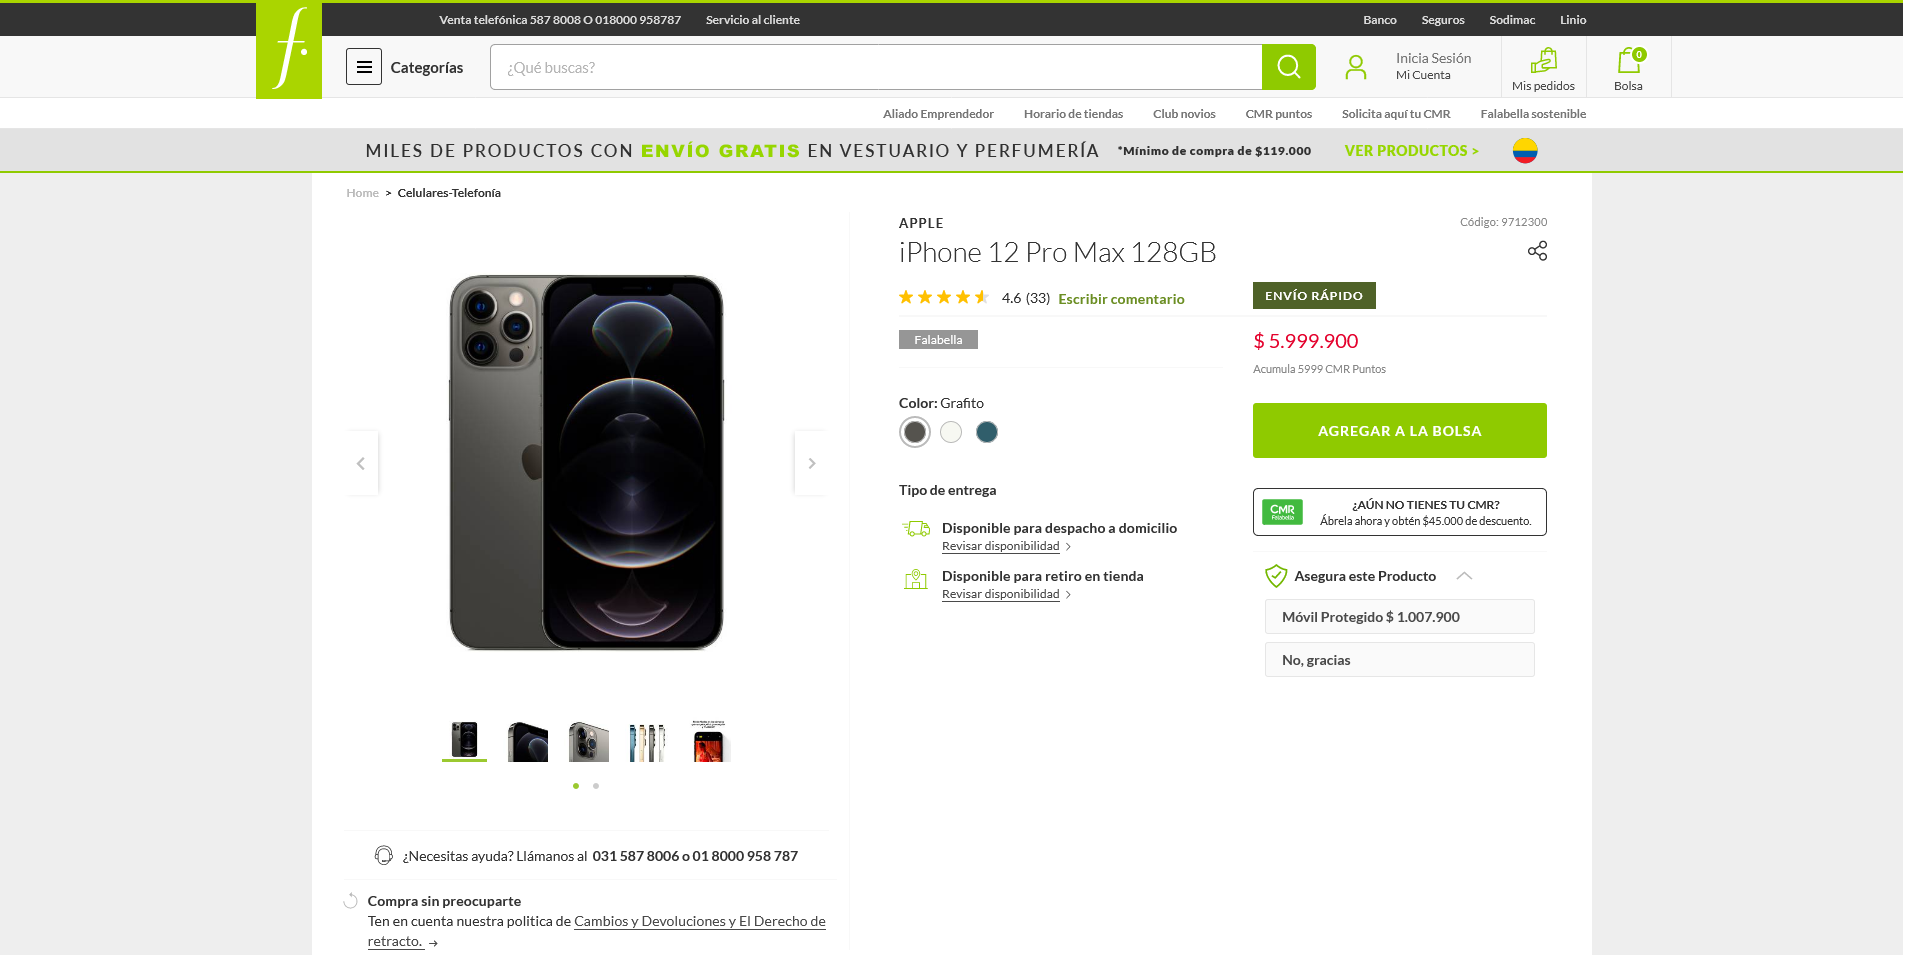 Venta telefónica 587 8008 O 018000 958787 Servicio al cliente Banco Seguros Sodimac Linio
f.
Categorías ¿Qué buscas? Inicia Sesión
Mi Cuenta
Mis pedidos
0
Bolsa
Aliado Emprendedor Horario de tiendas Club novios CMR puntos Solicita aquí tu CMR Falabella sostenible
MILES DE PRODUCTOS CON ENVÍO GRATIS EN VESTUARIO Y PERFUMERÍA *Mínimo de compra de $119.000 VER PRODUCTOS >
Home > Celulares-Telefonía
APPLE
Código: 9712300
iPhone 12 Pro Max 128GB
4.6 (33) Escribir comentario
ENVÍO RÁPIDO
Falabella
$ 5.999.900
Acumula 5999 CMR Puntos
Color: Grafito
AGREGAR A LA BOLSA
Tipo de entrega
Disponible para despacho a domicilio
Revisar disponibilidad >
Disponible para retiro en tienda
Revisar disponibilidad >
CMR
Falabella
¿AÚN NO TIENES TU CMR?
Ábrela ahora y obtén $45.000 de descuento.
Asegura este Producto
Móvil Protegido $ 1.007.900
No, gracias
¿Necesitas ayuda? Llámanos al 031 587 8006 o 01 8000 958 787
Compra sin preocuparte
Ten en cuenta nuestra politica de Cambios y Devoluciones y El Derecho de
retracto. →